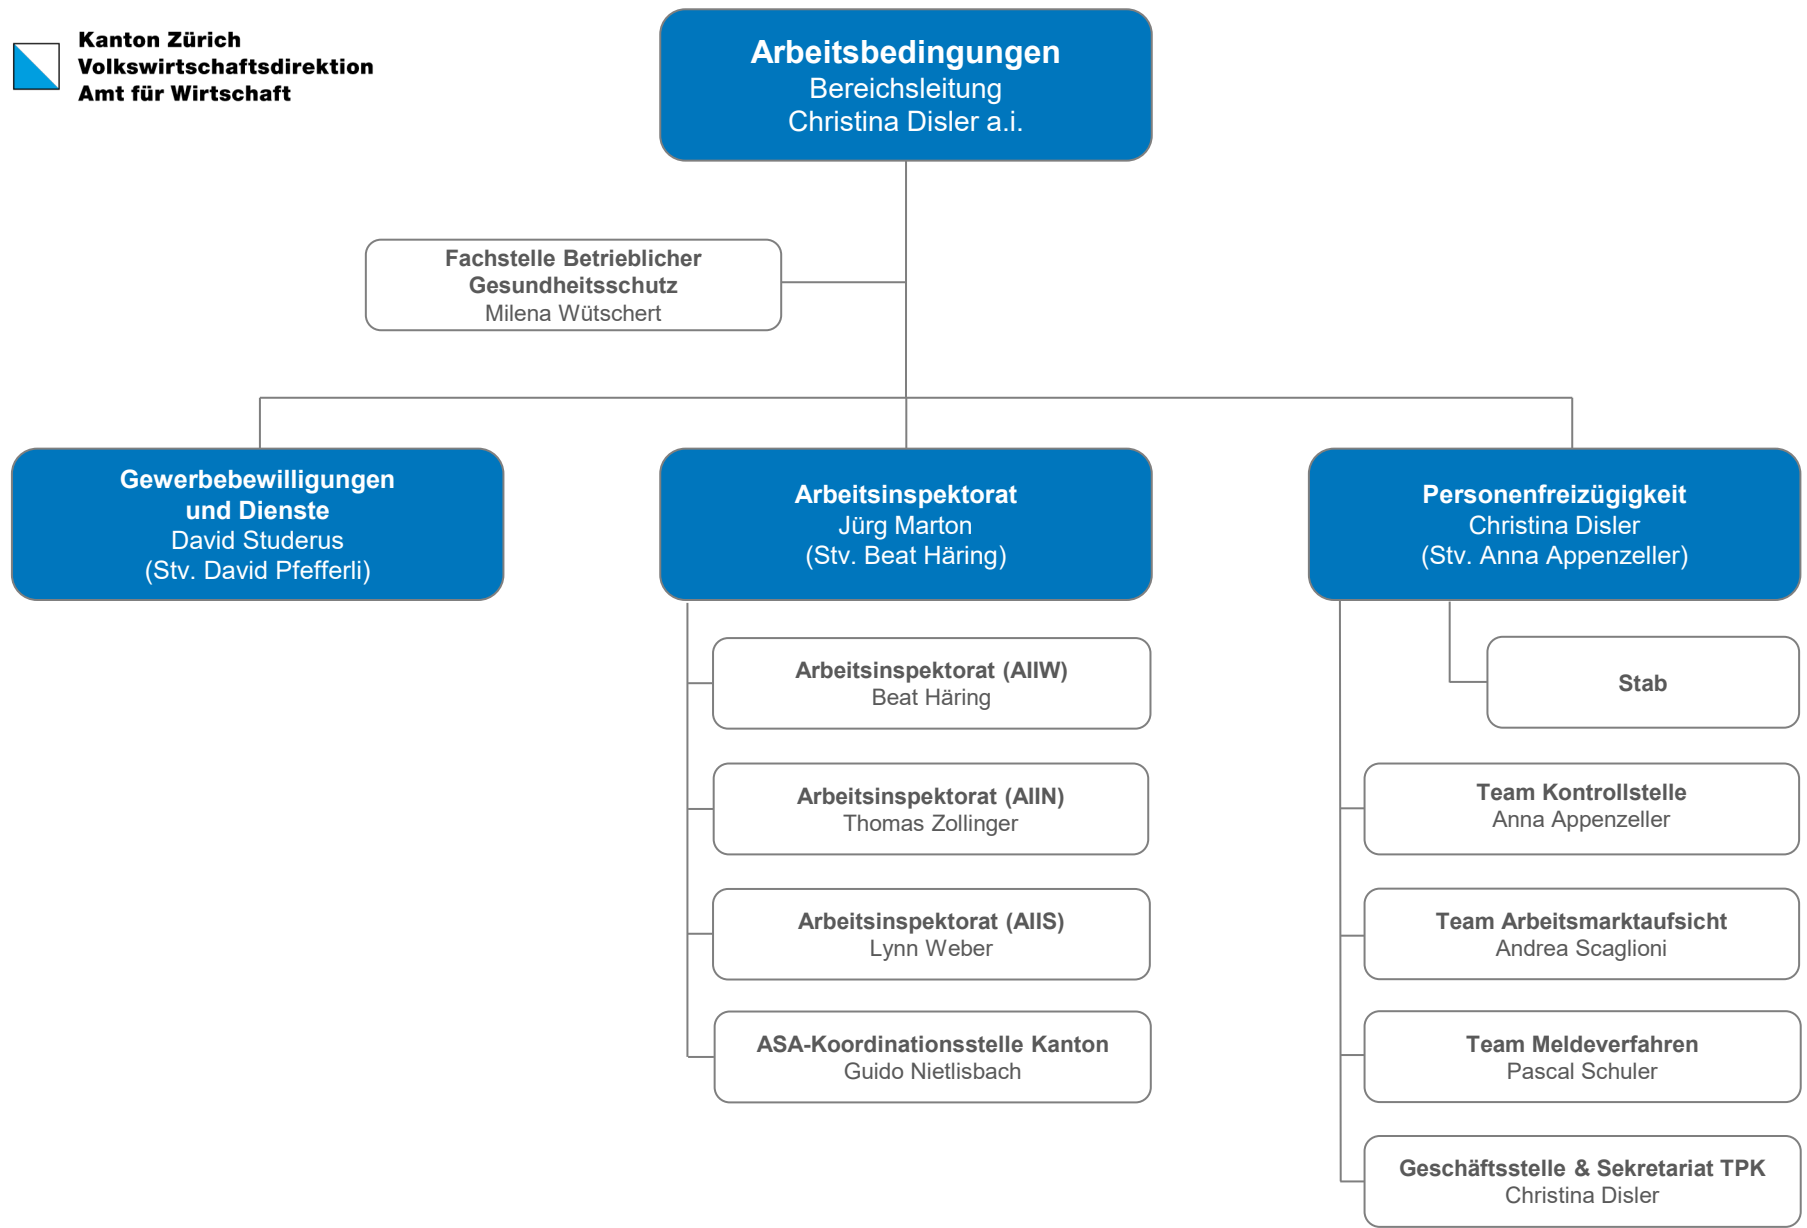 Kanton Zürich
Volkswirtschaftsdirektion
Amt für Wirtschaft
Arbeitsbedingungen
Bereichsleitung
Christina Disler a.i.
Fachstelle Betrieblicher
Gesundheitsschutz
Milena Wütschert
Gewerbebewilligungen
und Dienste
David Studerus
(Stv. David Pfefferli)
Arbeitsinspektorat
Jürg Marton
(Stv. Beat Häring)
Personenfreizügigkeit
Christina Disler
(Stv. Anna Appenzeller)
Arbeitsinspektorat (AIIW)
Beat Häring
Arbeitsinspektorat (AIIN)
Thomas Zollinger
Arbeitsinspektorat (AIIS)
Lynn Weber
ASA-Koordinationsstelle Kanton
Guido Nietlisbach
Stab
Team Kontrollstelle
Anna Appenzeller
Team Arbeitsmarktaufsicht
Andrea Scaglioni
Team Meldeverfahren
Pascal Schuler
Geschäftsstelle & Sekretariat TPK
Christina Disler